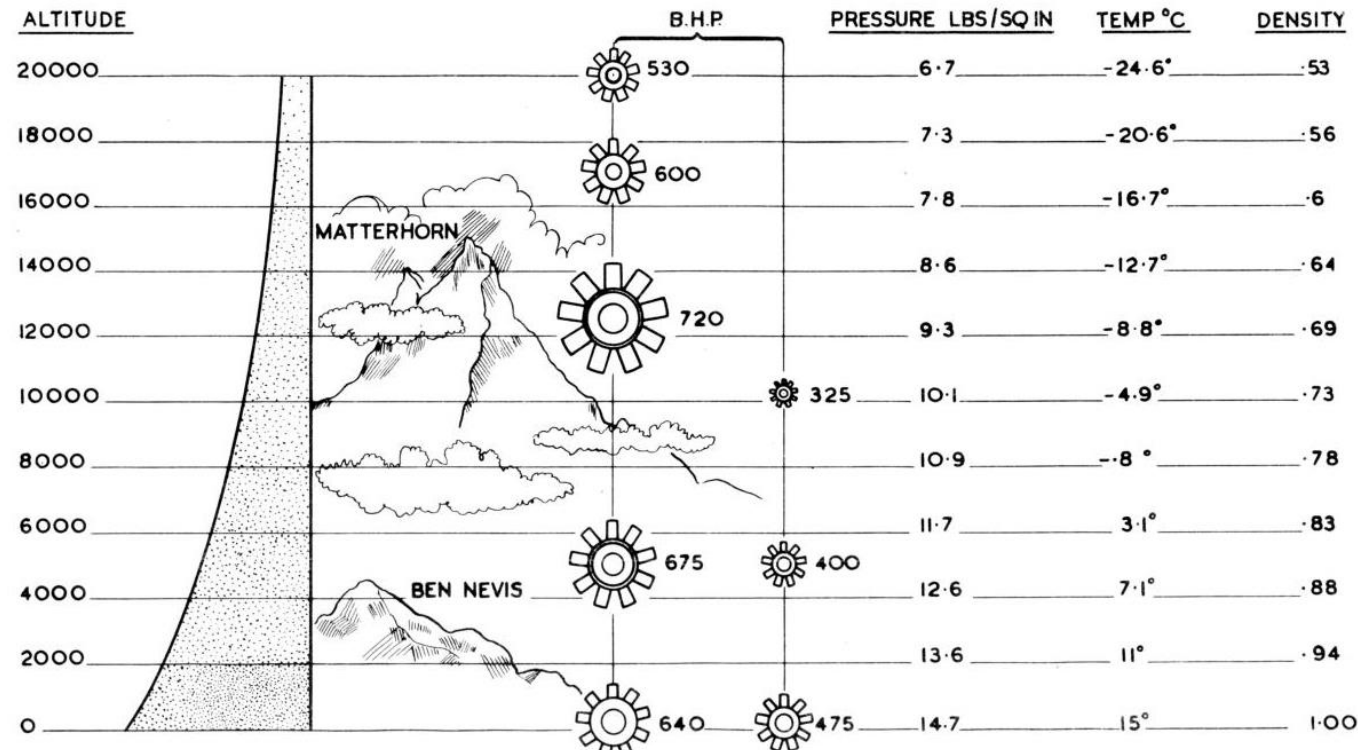 ALTITUDE B.H.P. PRESSURE LBS/SQ IN TEMP °C DENSITY
20000 530 6·7 -24·6° ·53
18000 7·3 -20·6° ·56
600
16000 7·8 -16·7° ·6
MATTERHORN
14000 8·6 -12·7° ·64
720
12000 9·3 -8·8° ·69
10000 325 10·1 -4·9° ·73
8000 10·9 -·8° ·78
6000 11·7 3·1° ·83
675 400
BEN NEVIS
4000 12·6 7·1° ·88
2000 13·6 11° ·94
0 640 475 14·7 15° 1·00